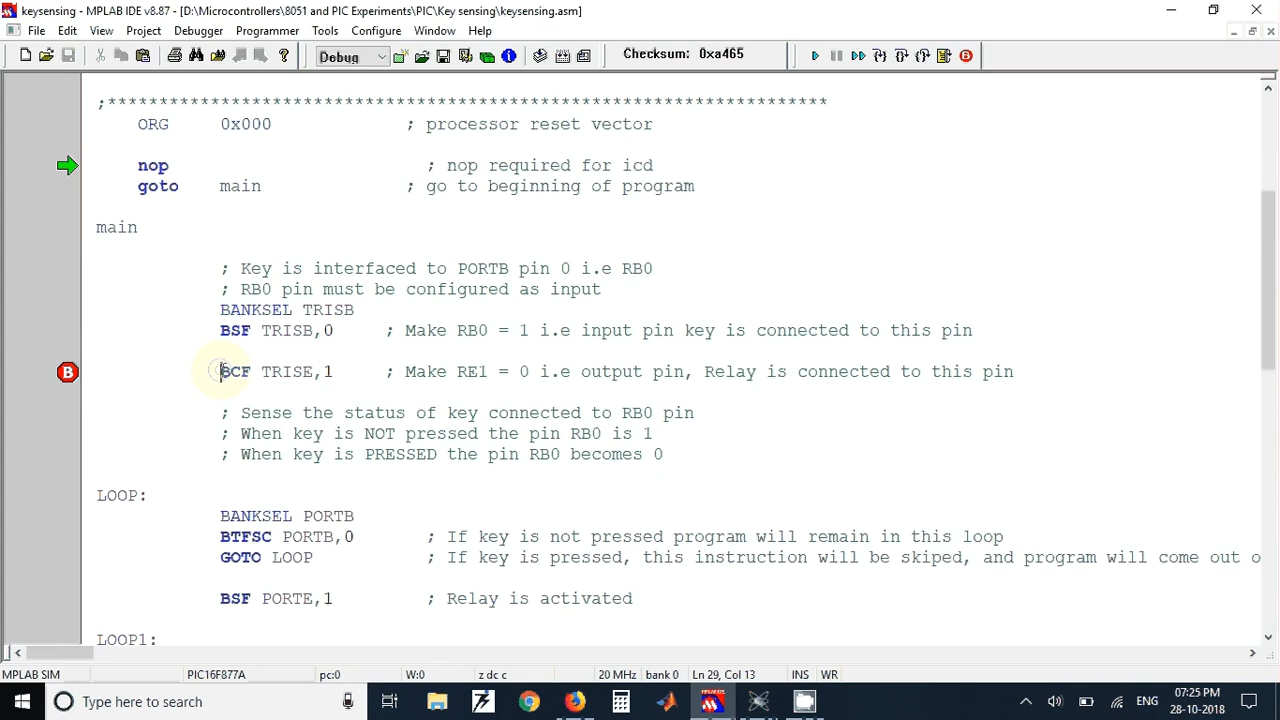 keysensing - MPLAB IDE v8.87 - [D:\Microcontrollers\8051 and PIC Experiments\PIC\Key sensing\keysensing.asm]
File Edit View Project Debugger Programmer Tools Configure Window Help
Debug Checksum: 0xa465
;**********************************************************************
ORG 0x000 ; processor reset vector
nop ; nop required for icd
goto main ; go to beginning of program
main
; Key is interfaced to PORTB pin 0 i.e RB0
; RB0 pin must be configured as input
BANKSEL TRISB
BSF TRISB,0 ; Make RB0 = 1 i.e input pin key is connected to this pin
B BCF TRISE,1 ; Make RE1 = 0 i.e output pin, Relay is connected to this pin
; Sense the status of key connected to RB0 pin
; When key is NOT pressed the pin RB0 is 1
; When key is PRESSED the pin RB0 becomes 0
LOOP:
BANKSEL PORTB
BTFSC PORTB,0 ; If key is not pressed program will remain in this loop
GOTO LOOP ; If key is pressed, this instruction will be skiped, and program will come out o
BSF PORTE,1 ; Relay is activated
LOOP1:
MPLAB SIM PIC16F877A pc:0 W:0 z dc c 20 MHz bank 0 Ln 29, Col 13 INS WR
Type here to search ENG 07:25 PM
28-10-2018